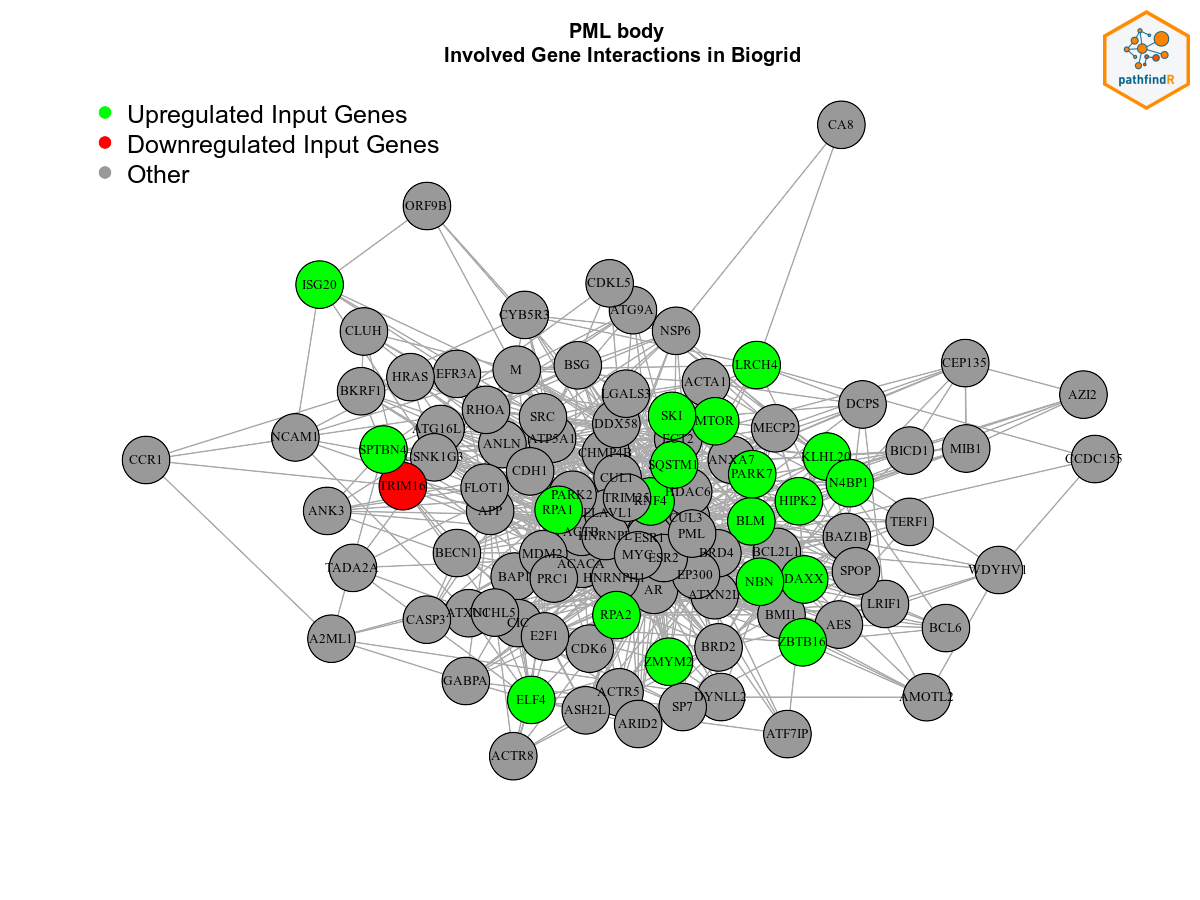 PML body
Involved Gene Interactions in Biogrid
pathfindR
Upregulated Input Genes
Downregulated Input Genes
Other
CA8
ORF9B
ISG20
CDKL5
ATG9A
CYB5R3
CLUH
NSP6
LRCH4
CEP135
BSG
M
EFR3A
HRAS
BKRF1
LGALS3
ACTA1
AZI2
DCPS
RHOA
SRC
SKI
MTOR
DDX58
MECP2
ATG16L
NCAM1
ATP5A1
ECT2
ANLN
SPTBN4
CHMP4B
BICD1
MIB1
KLHL20
CCR1
CSNK1G3
CCDC155
ANXA7
SQSTM1
CDH1
PARK7
CUL1
N4BP1
TRIM16
FLOT1
HDAC6
PARK2
TRIM25
RNF4
HIPK2
RPA1
APP
ANK3
ELAVL1
CUL3
BLM
TERF1
ACTB
HNRNPL
ESR1
PML
BAZ1B
BECN1
MDM2
MYC
ESR2
BRD4
BCL2L1
ACACA
TADA2A
WDYHV1
SPOP
BAP1
PRC1
HNRNPH1
EP300
NBN
DAXX
AR
ATXN2L
LRIF1
CASP3
ATXN1
UCHL5
RPA2
BMI1
CIC
AES
BCL6
A2ML1
E2F1
ZBTB16
CDK6
BRD2
ZMYM2
GABPA
ACTR5
ELF4
DYNLL2
AMOTL2
SP7
ASH2L
ARID2
ATF7IP
ACTR8